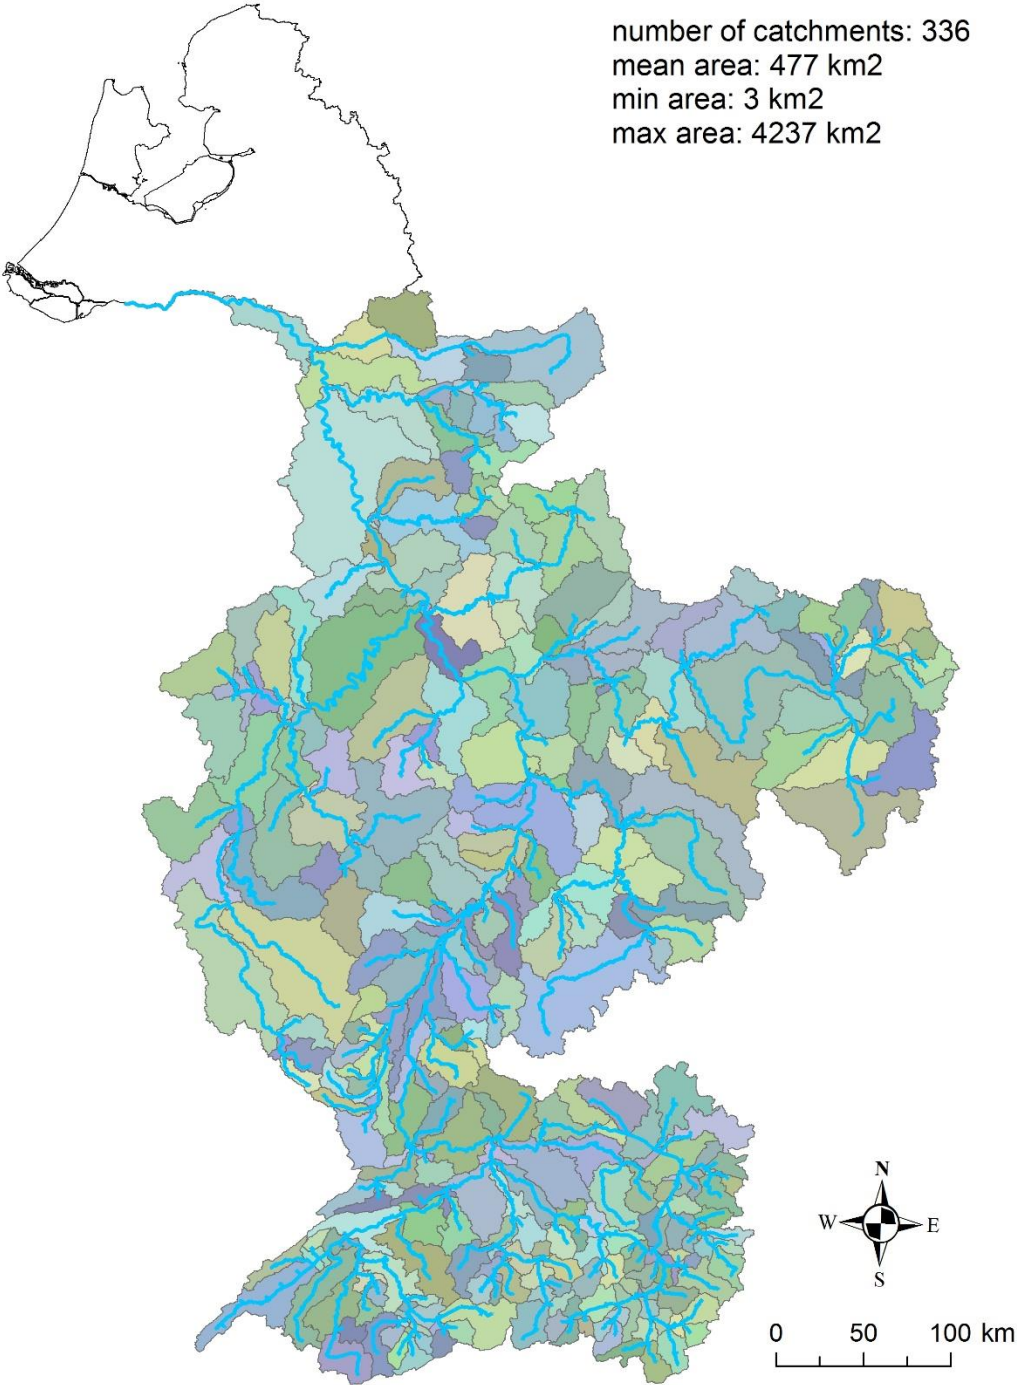 number of catchments: 336
mean area: 477 km2
min area: 3 km2
max area: 4237 km2
N
W E
S
0 50 100 km